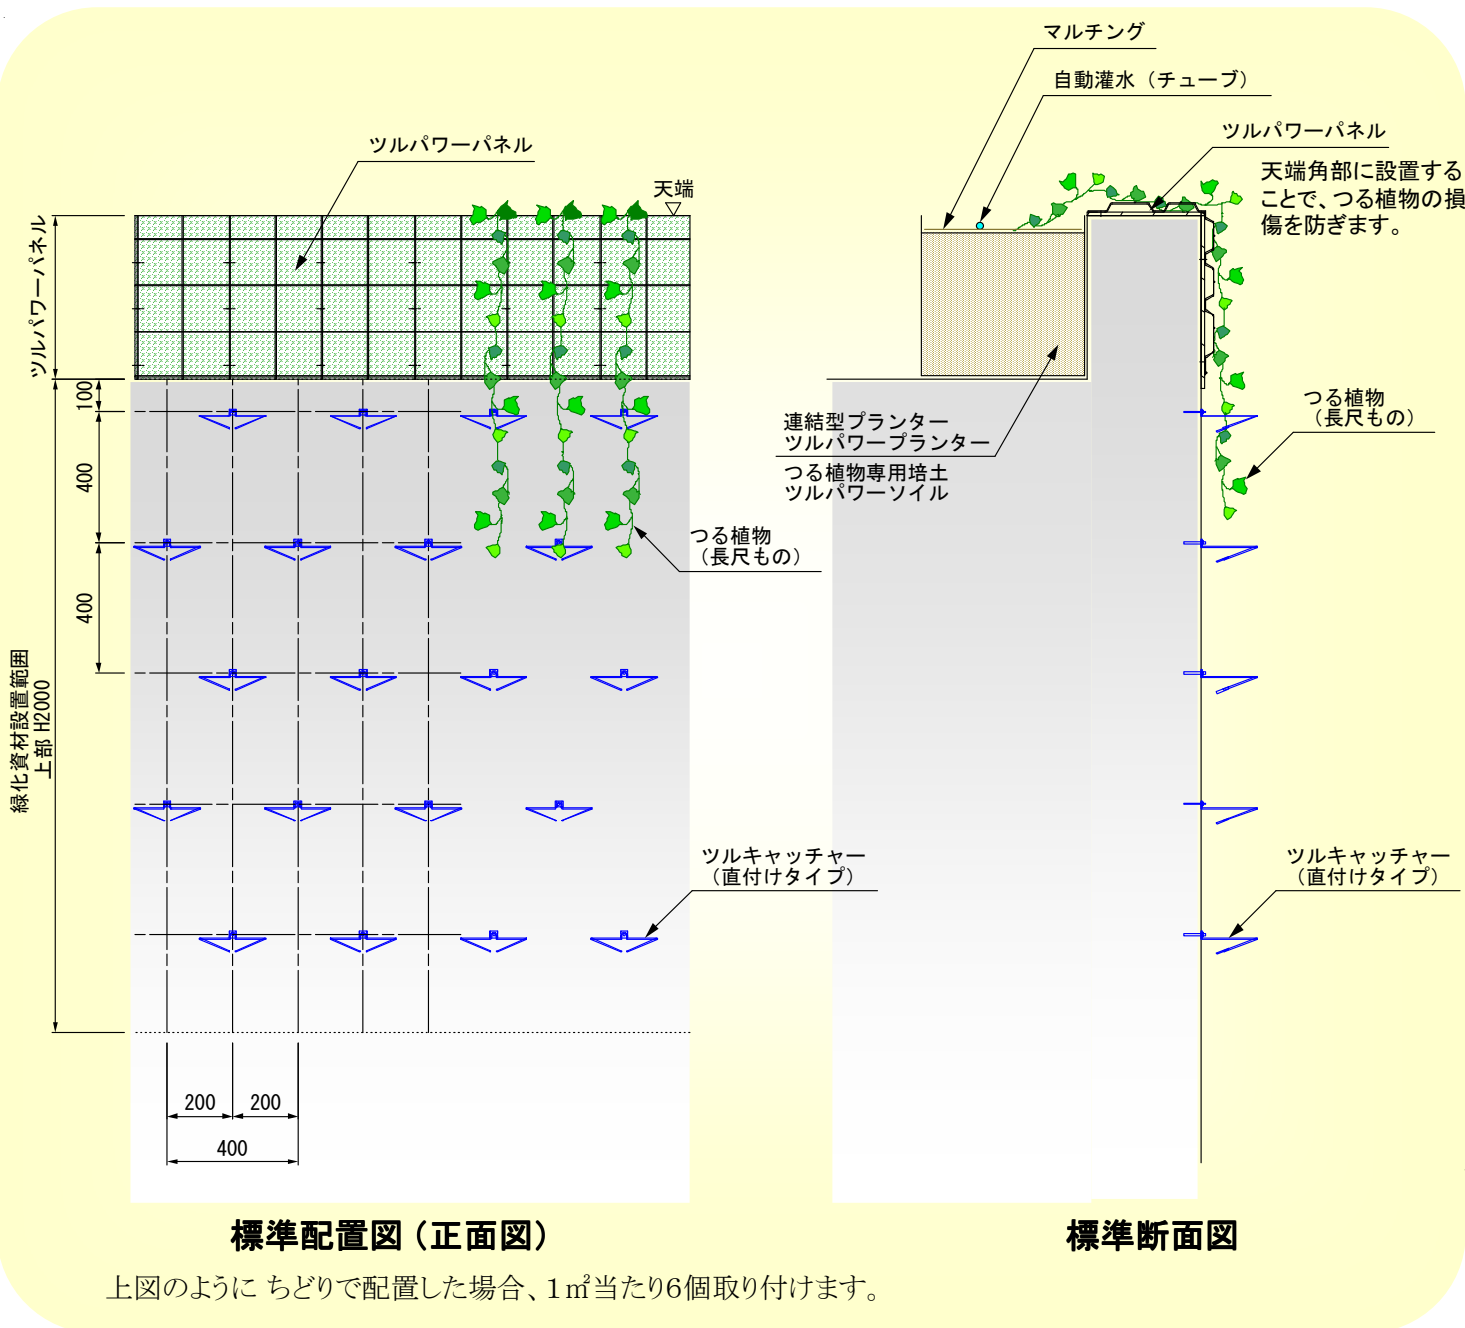 マルチング
自動灌水（チューブ）
ツルパワーパネル
ツルパワーパネル
天端
天端角部に設置する
ことで、つる植物の損
傷を防ぎます。
ツルパワーパネル
100
400
400
緑化資材設置範囲
上部 H2000
つる植物
（長尺もの）
連結型プランター
ツルパワープランター
つる植物専用培土
ツルパワーソイル
つる植物
（長尺もの）
ツルキャッチャー
（直付けタイプ）
ツルキャッチャー
（直付けタイプ）
200
200
400
標準配置図（正面図）
標準断面図
上図のように ちどりで配置した場合、1㎡当たり6個取り付けます。